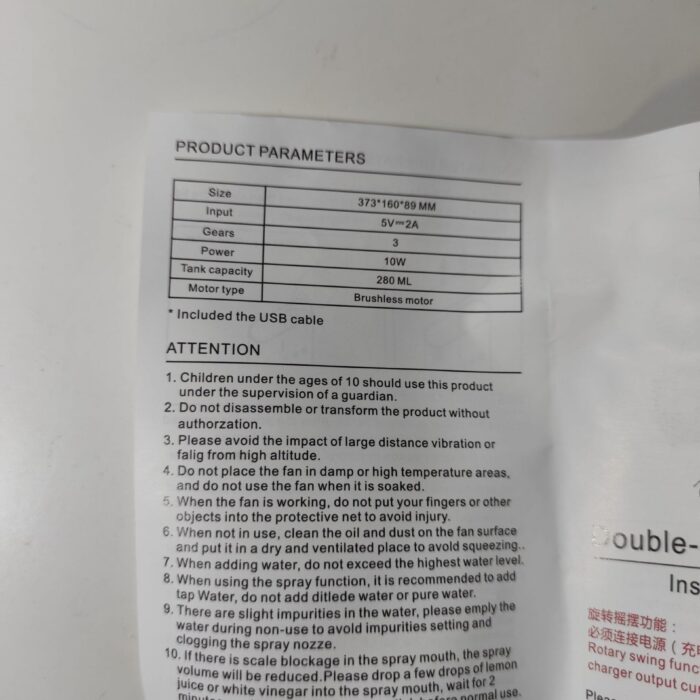 PRODUCT PARAMETERS
Size 373*160*89 MM
Input 5V⎓2A
Gears 3
Power 10W
Tank capacity 280 ML
Motor type Brushless motor
* Included the USB cable
ATTENTION
1. Children under the ages of 10 should use this product
under the supervision of a guardian.
2. Do not disassemble or transform the product without
authorzation.
3. Please avoid the impact of large distance vibration or
falig from high altitude.
4. Do not place the fan in damp or high temperature areas,
and do not use the fan when it is soaked.
5. When the fan is working, do not put your fingers or other
objects into the protective net to avoid injury.
6. When not in use, clean the oil and dust on the fan surface
and put it in a dry and ventilated place to avoid squeezing..
7. When adding water, do not exceed the highest water level.
8. When using the spray function, it is recommended to add
tap Water, do not add ditlede water or pure water.
9. There are slight impurities in the water, please emply the
water during non-use to avoid impurities setting and
clogging the spray nozze.
10. If there is scale blockage in the spray mouth, the spray
volume will be reduced.Please drop a few drops of lemon
juice or white vinegar into the spray mouth, wait for 2
before normal use.
Double-
Ins
旋转摇摆功能：
必须连接电源（充电
Rotary swing func
charger output cu
Please